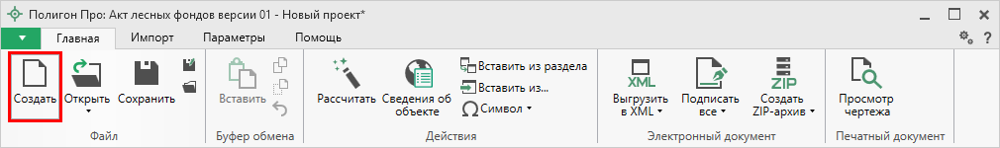 Полигон Про: Акт лесных фондов версии 01 - Новый проект*
Главная Импорт Параметры Помощь
?
Создать Открыть Сохранить
Файл
Вставить
Буфер обмена
Рассчитать Сведения об
объекте
Вставить из раздела
Вставить из...
Ω Символ
Действия
XML
Выгрузить
в XML
Подписать
все
ZIP
Создать
ZIP-архив
Электронный документ
Просмотр
чертежа
Печатный документ